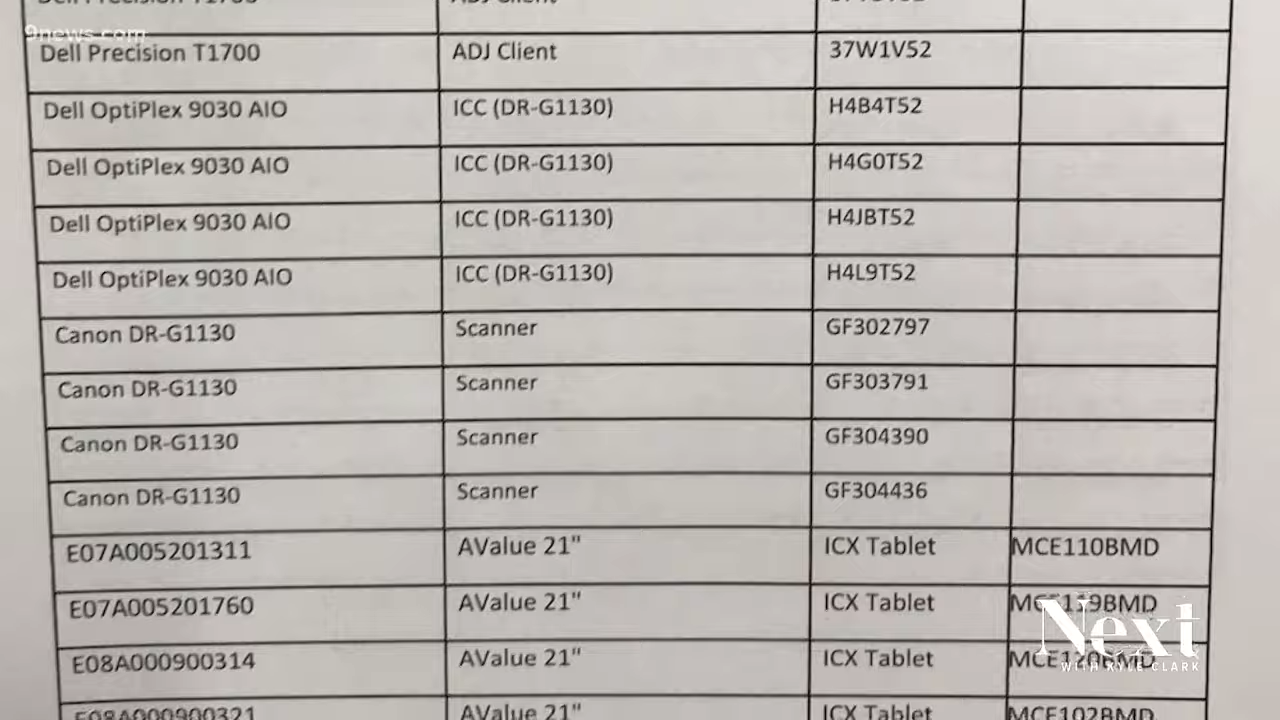 9news.com
Dell Precision T1700 ADJ Client 37W1V52
Dell OptiPlex 9030 AIO ICC (DR-G1130) H4B4T52
Dell OptiPlex 9030 AIO ICC (DR-G1130) H4G0T52
Dell OptiPlex 9030 AIO ICC (DR-G1130) H4JBT52
Dell OptiPlex 9030 AIO ICC (DR-G1130) H4L9T52
Canon DR-G1130 Scanner GF302797
Canon DR-G1130 Scanner GF303791
Canon DR-G1130 Scanner GF304390
Canon DR-G1130 Scanner GF304436
E07A005201311 AValue 21" ICX Tablet MCE110BMD
E07A005201760 AValue 21" ICX Tablet
E08A000900314 AValue 21" ICX Tablet
E08A000900321 AValue 21" ICX Tablet MCE102BMD
Next
WITH KYLE CLARK